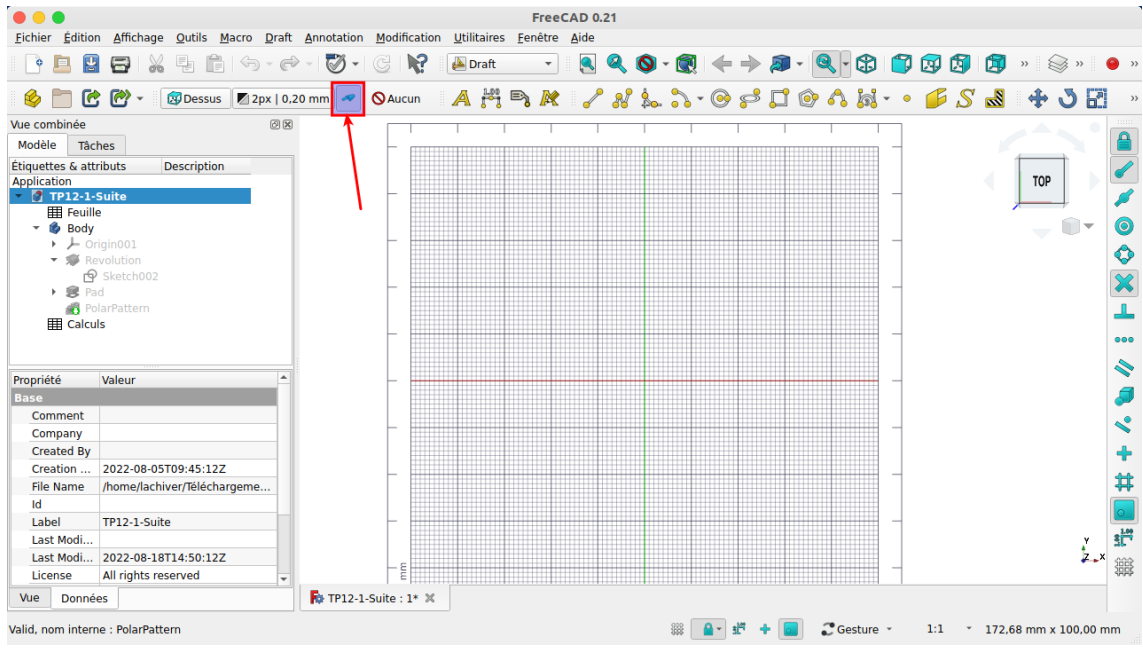 FreeCAD 0.21
Fichier Édition Affichage Outils Macro Draft Annotation Modification Utilitaires Fenêtre Aide
Draft
Dessus 2px | 0,20 mm Aucun
Vue combinée
Modèle Tâches
Étiquettes & attributs Description
Application
TP12-1-Suite
Feuille
Body
Origin001
Revolution
Sketch002
Pad
PolarPattern
Calculs
TOP
Propriété Valeur
Base
Comment
Company
Created By
Creation ... 2022-08-05T09:45:12Z
File Name /home/lachiver/Téléchargeme...
Id
Label TP12-1-Suite
Last Modi...
Last Modi... 2022-08-18T14:50:12Z
License All rights reserved
mm
Y
Z X
Vue Données
TP12-1-Suite : 1*
Valid, nom interne : PolarPattern
Gesture 1:1 172,68 mm x 100,00 mm